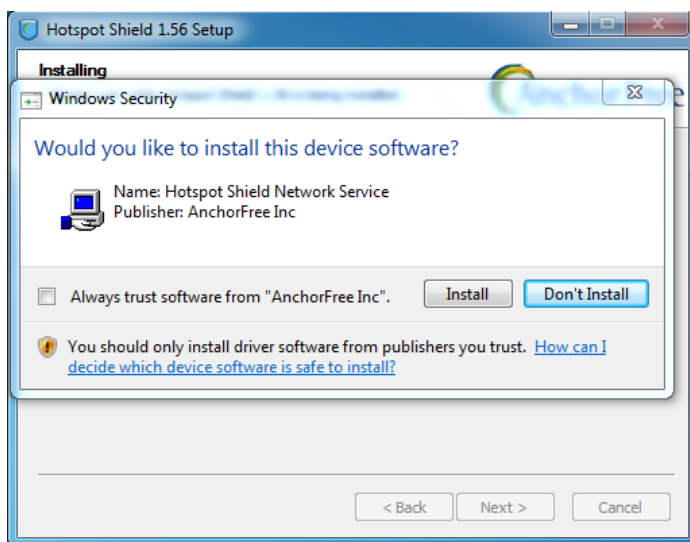 Hotspot Shield 1.56 Setup
Installing
Windows Security
Would you like to install this device software?
Name: Hotspot Shield Network Service
Publisher: AnchorFree Inc
Always trust software from "AnchorFree Inc".
Install
Don't Install
You should only install driver software from publishers you trust. How can I
decide which device software is safe to install?
< Back
Next >
Cancel